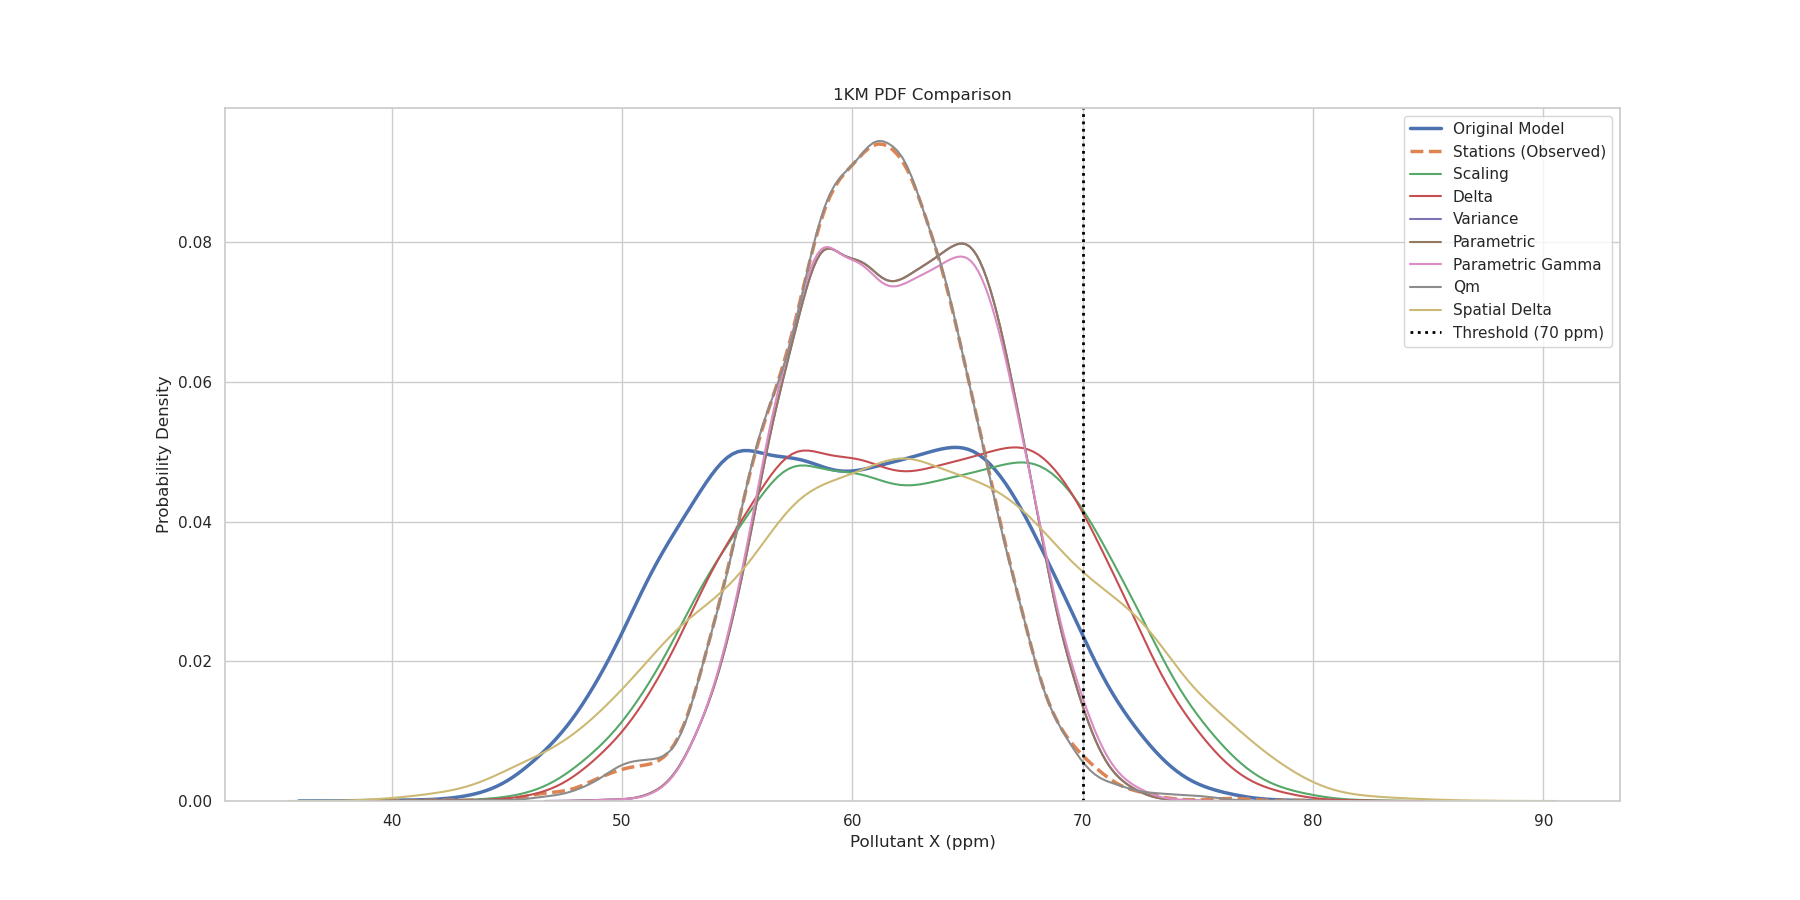 1KM PDF Comparison
Probability Density
0.08
0.06
0.04
0.02
0.00
40
50
60
70
80
90
Pollutant X (ppm)
Original Model
Stations (Observed)
Scaling
Delta
Variance
Parametric
Parametric Gamma
Qm
Spatial Delta
Threshold (70 ppm)